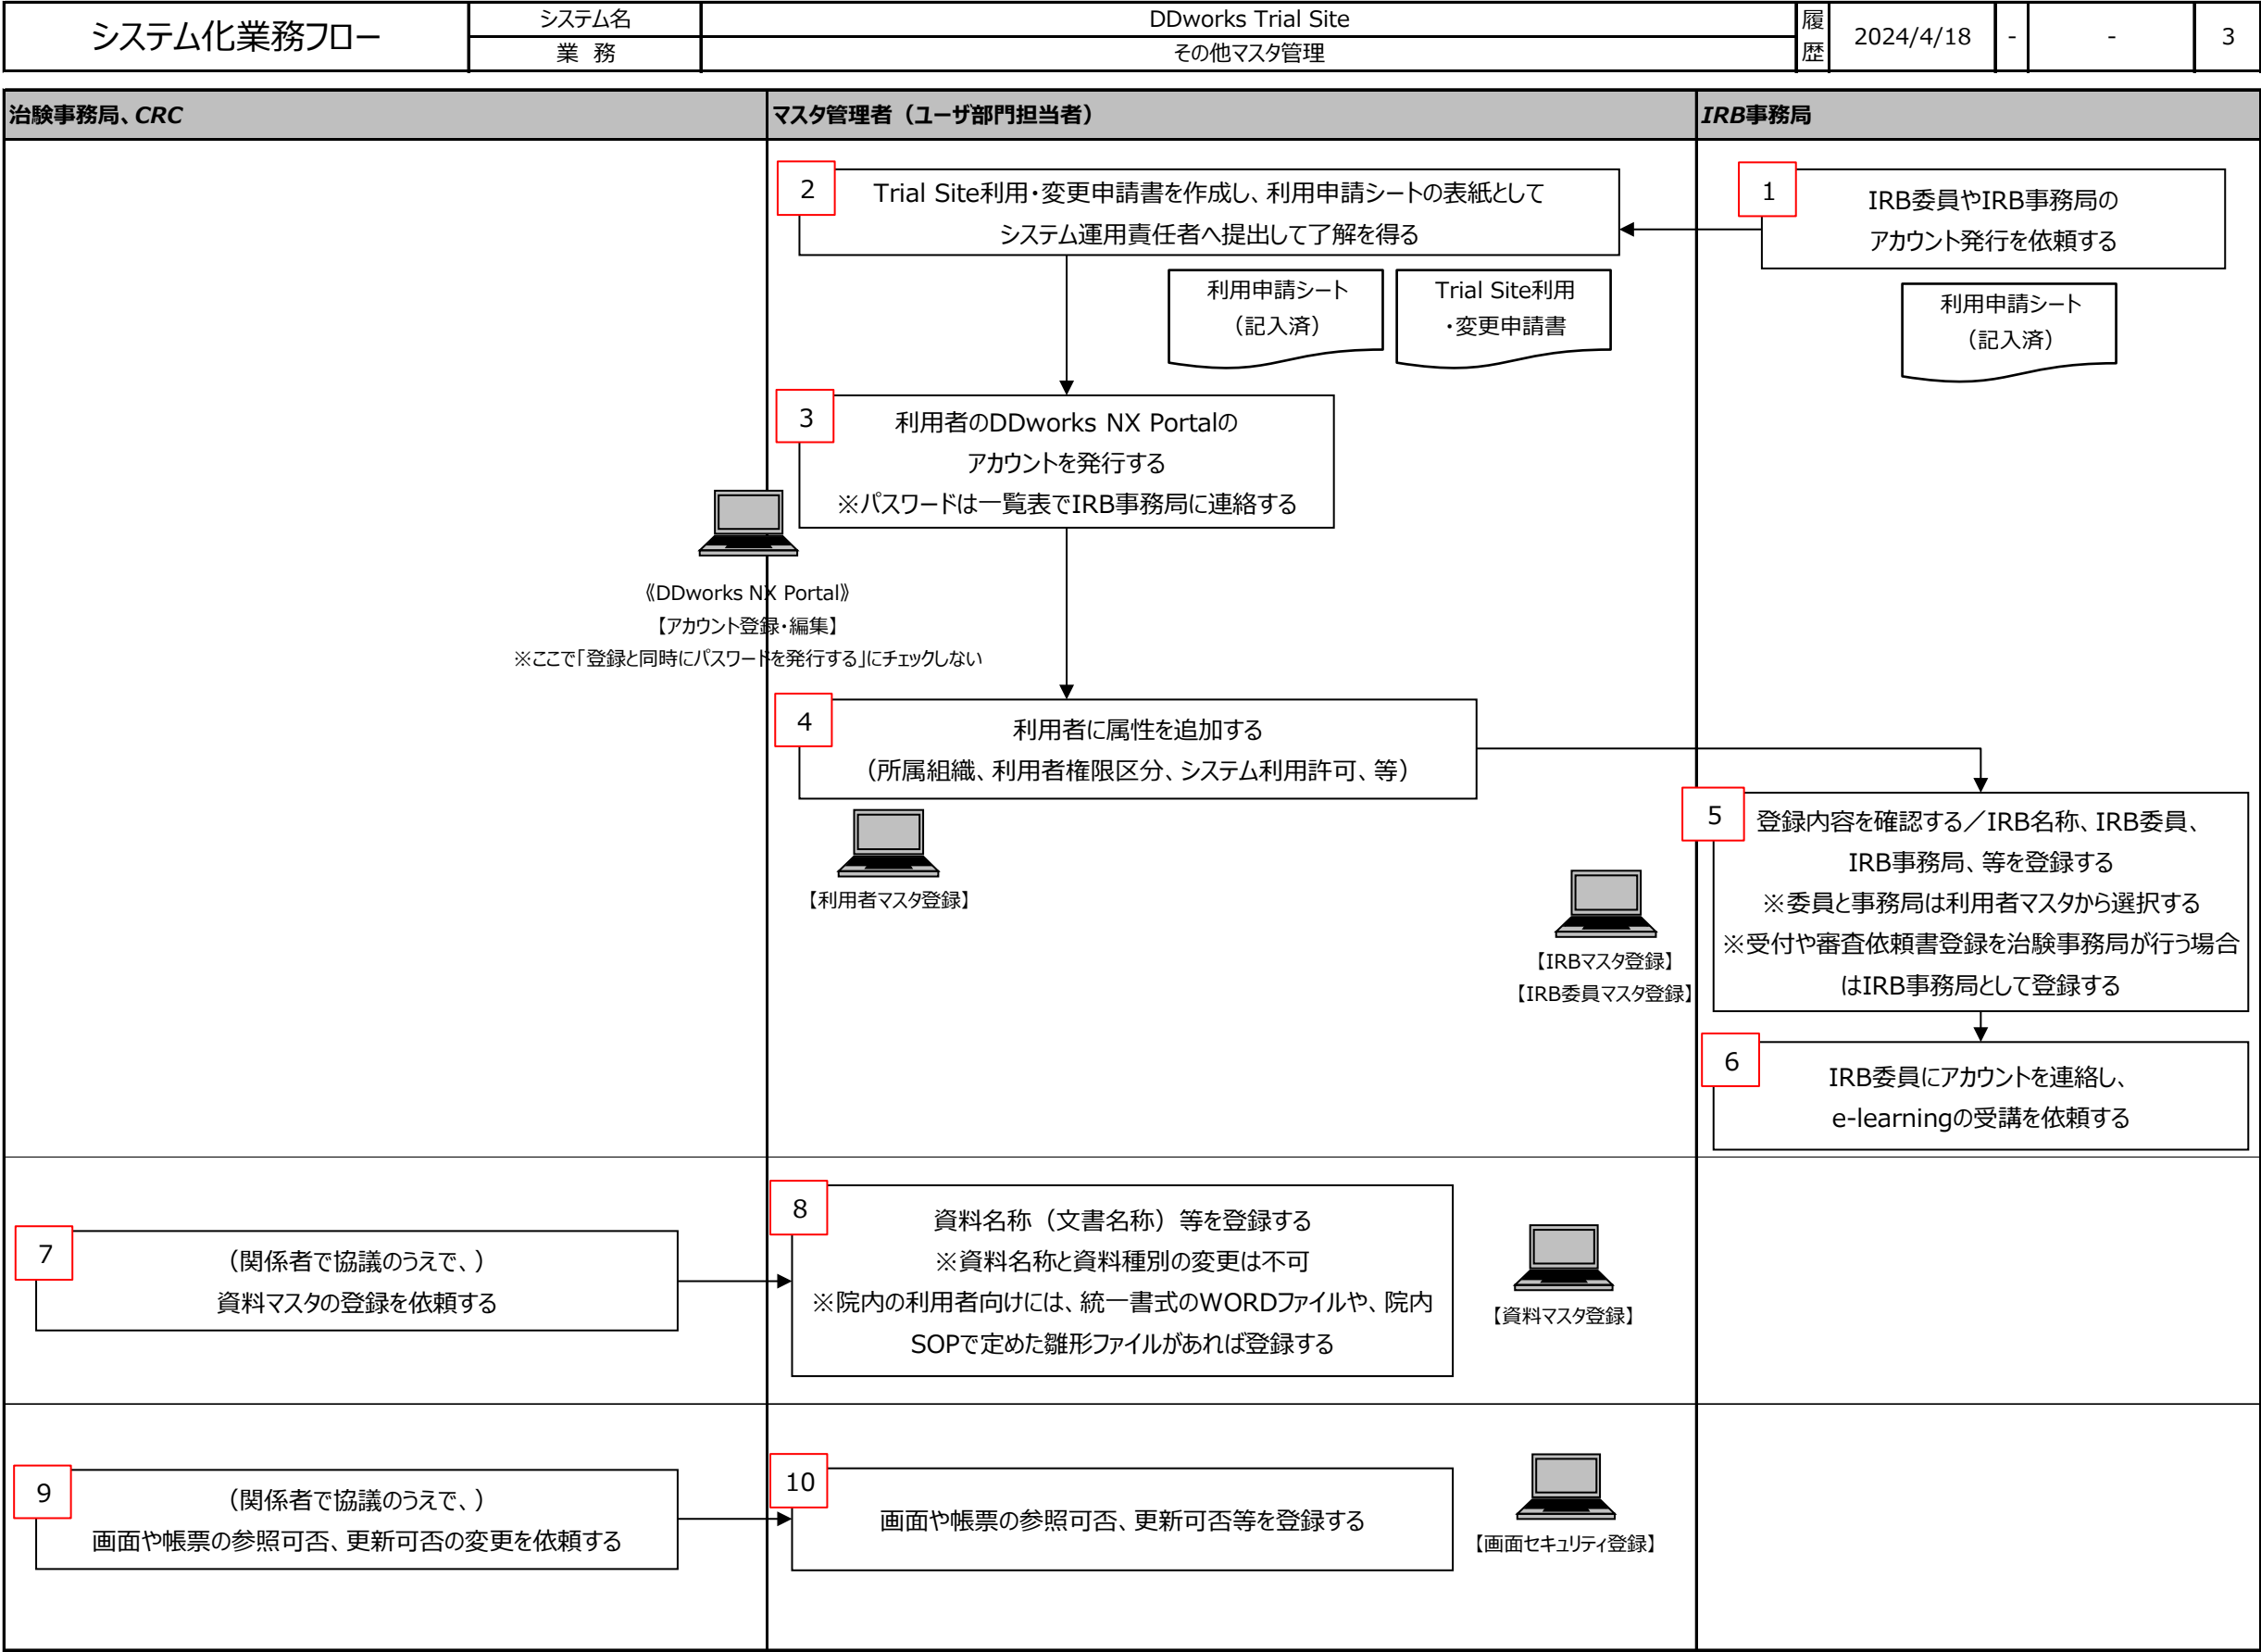 システム化業務フロー
システム名
DDworks Trial Site
業 務
その他マスタ管理
履歴
2024/4/18
-
-
3
治験事務局、CRC
マスタ管理者（ユーザ部門担当者）
IRB事務局
1
IRB委員やIRB事務局の
アカウント発行を依頼する
利用申請シート
（記入済）
2
Trial Site利用・変更申請書を作成し、利用申請シートの表紙として
システム運用責任者へ提出して了解を得る
利用申請シート
（記入済）
Trial Site利用
・変更申請書
3
利用者のDDworks NX Portalの
アカウントを発行する
※パスワードは一覧表でIRB事務局に連絡する
《DDworks NX Portal》
【アカウント登録・編集】
※ここで「登録と同時にパスワードを発行する」にチェックしない
4
利用者に属性を追加する
（所属組織、利用者権限区分、システム利用許可、等）
【利用者マスタ登録】
5
登録内容を確認する／IRB名称、IRB委員、
IRB事務局、等を登録する
※委員と事務局は利用者マスタから選択する
※受付や審査依頼書登録を治験事務局が行う場合
はIRB事務局として登録する
【IRBマスタ登録】
【IRB委員マスタ登録】
6
IRB委員にアカウントを連絡し、
e-learningの受講を依頼する
7
（関係者で協議のうえで、）
資料マスタの登録を依頼する
8
資料名称（文書名称）等を登録する
※資料名称と資料種別の変更は不可
※院内の利用者向けには、統一書式のWORDファイルや、院内
SOPで定めた雛形ファイルがあれば登録する
【資料マスタ登録】
9
（関係者で協議のうえで、）
画面や帳票の参照可否、更新可否の変更を依頼する
10
画面や帳票の参照可否、更新可否等を登録する
【画面セキュリティ登録】